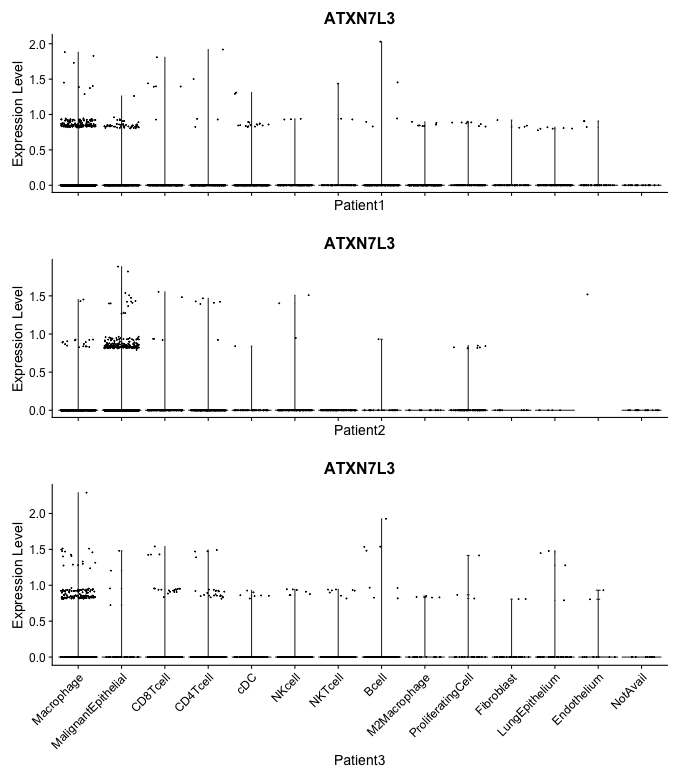 ATXN7L3
Expression Level
2.0
1.5
1.0
0.5
0.0
Patient1
ATXN7L3
Expression Level
1.5
1.0
0.5
0.0
Patient2
ATXN7L3
Expression Level
2.0
1.5
1.0
0.5
0.0
Macrophage
MalignantEpithelial
CD8Tcell
CD4Tcell
cDC
NKcell
NKTcell
Bcell
M2Macrophage
ProliferatingCell
Fibroblast
LungEpithelium
Endothelium
NotAvail
Patient3